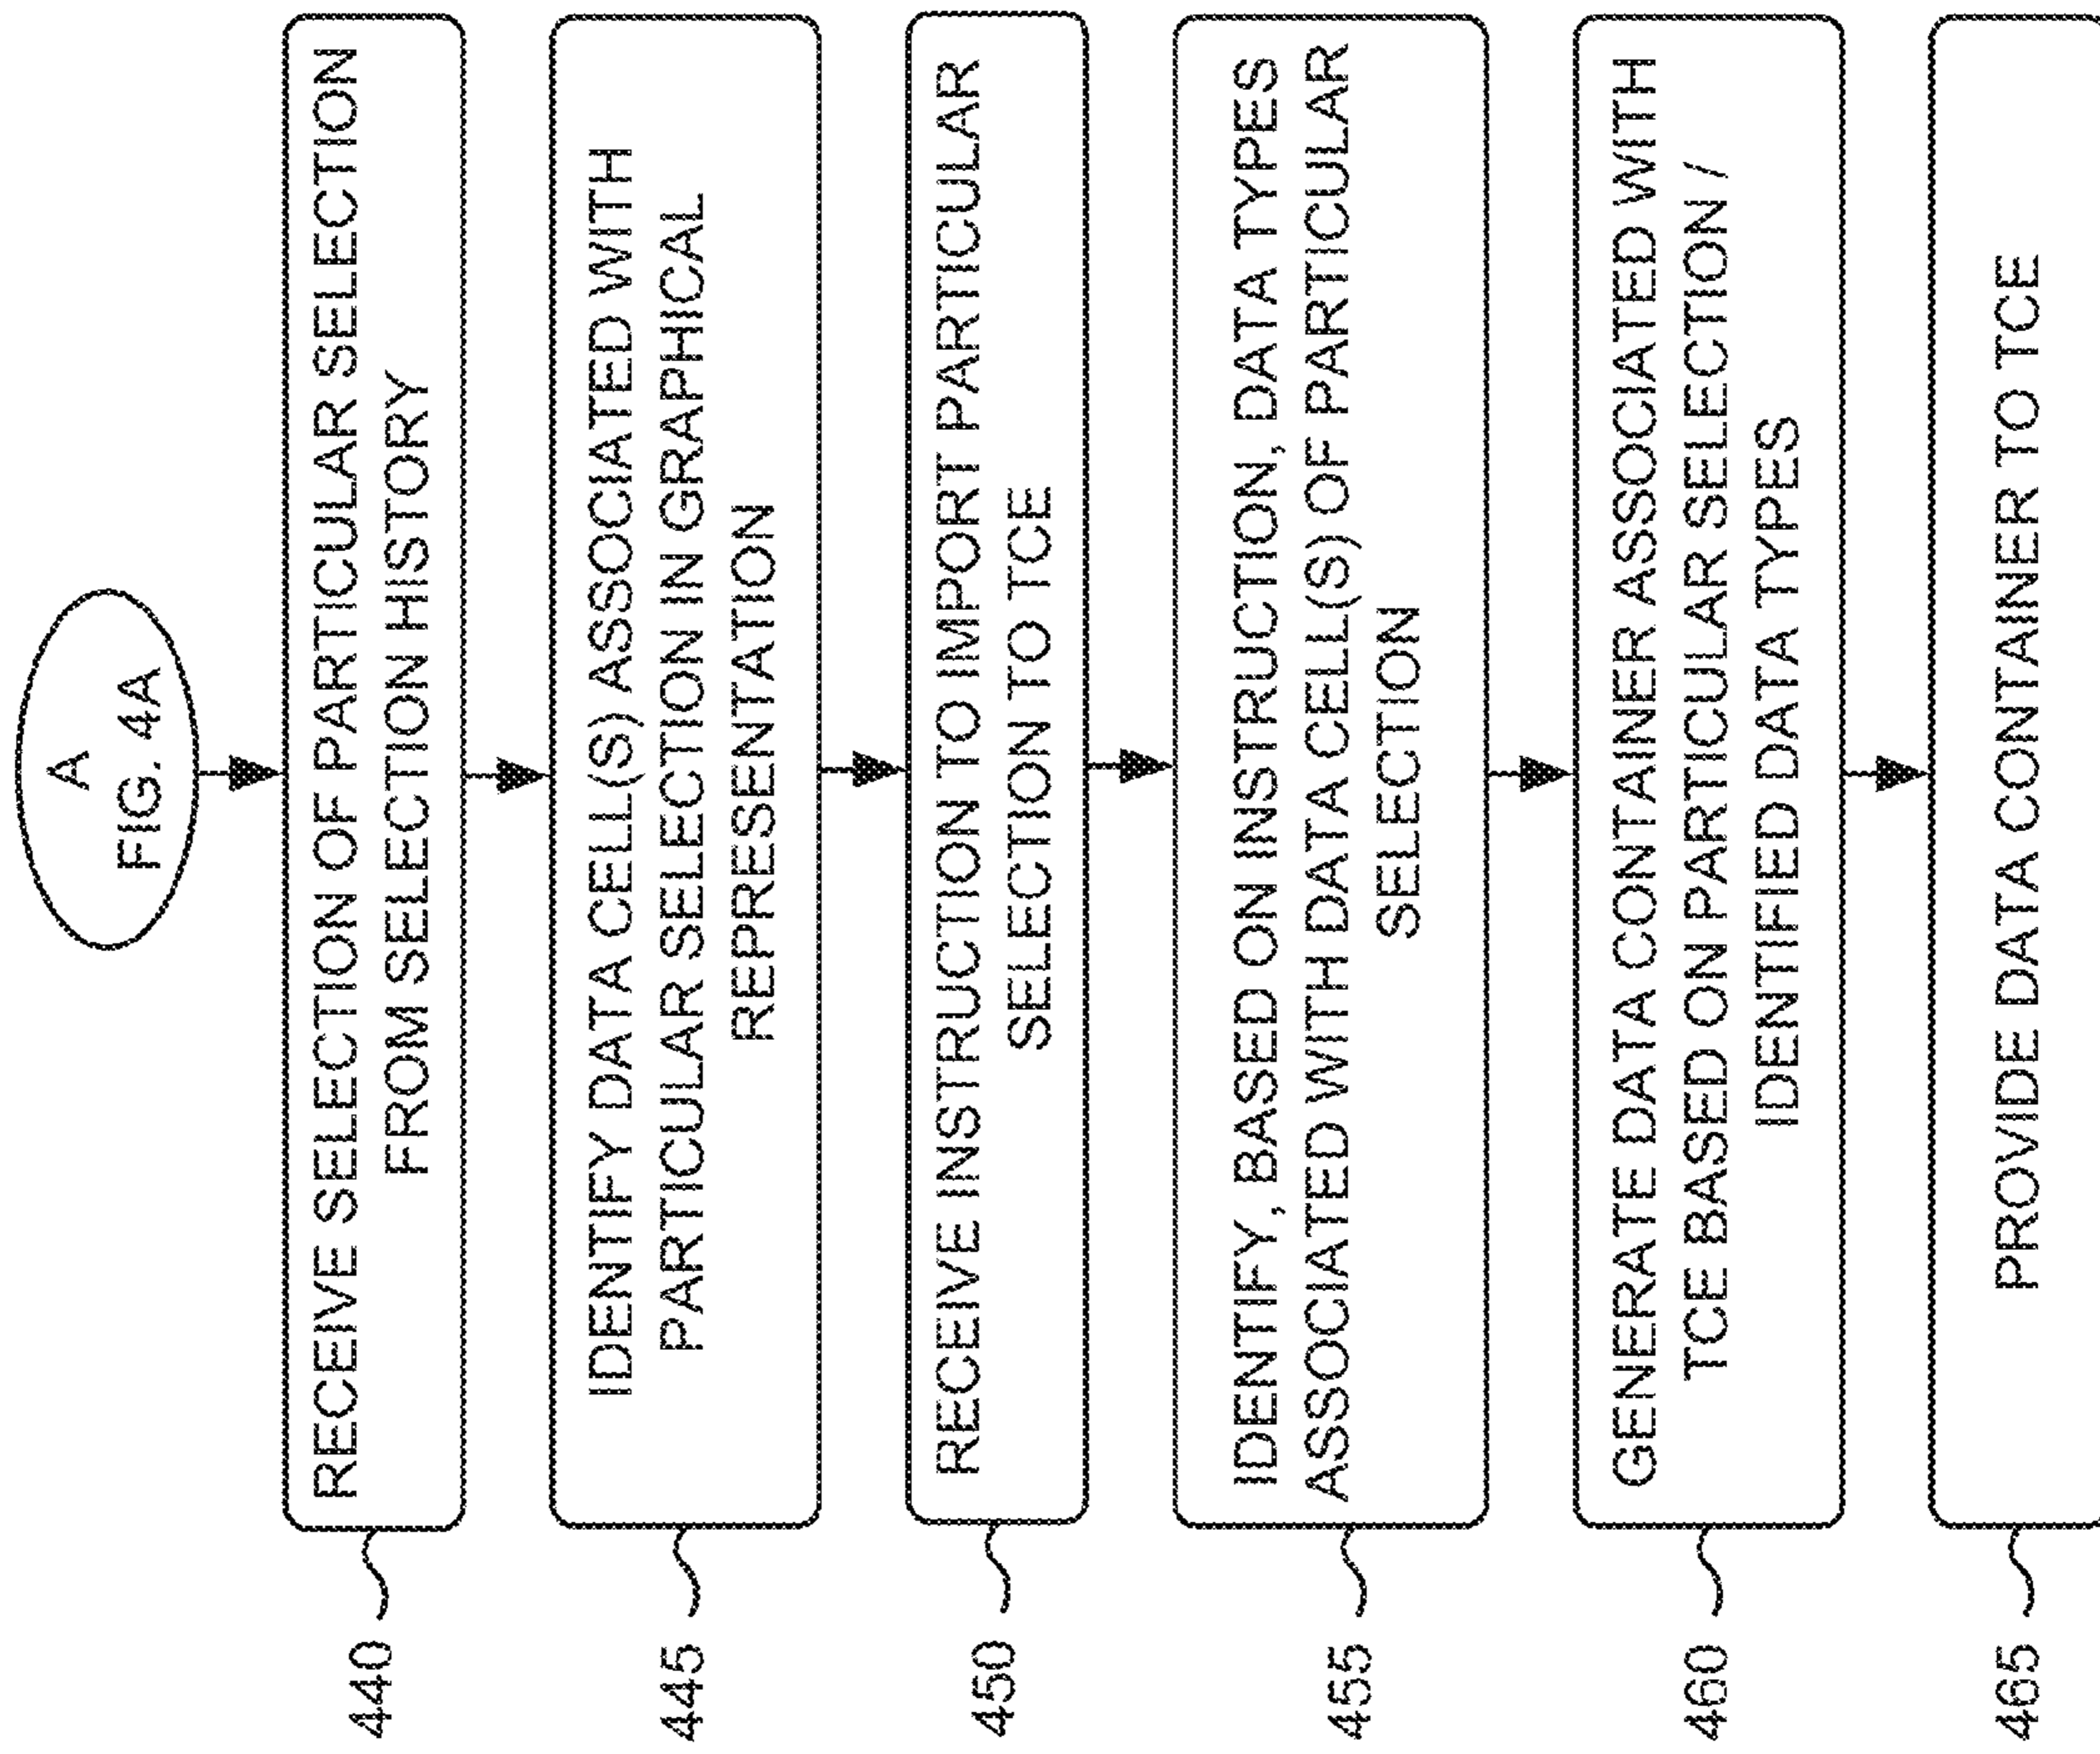 A
FIG. 4A
440
RECEIVE SELECTION OF PARTICULAR SELECTION
FROM SELECTION HISTORY
445
IDENTIFY DATA CELL(S) ASSOCIATED WITH
PARTICULAR SELECTION IN GRAPHICAL
REPRESENTATION
450
RECEIVE INSTRUCTION TO IMPORT PARTICULAR
SELECTION TO TCE
455
IDENTIFY, BASED ON INSTRUCTION, DATA TYPES
ASSOCIATED WITH DATA CELL(S) OF PARTICULAR
SELECTION
460
GENERATE DATA CONTAINER ASSOCIATED WITH
TCE BASED ON PARTICULAR SELECTION /
IDENTIFIED DATA TYPES
465
PROVIDE DATA CONTAINER TO TCE